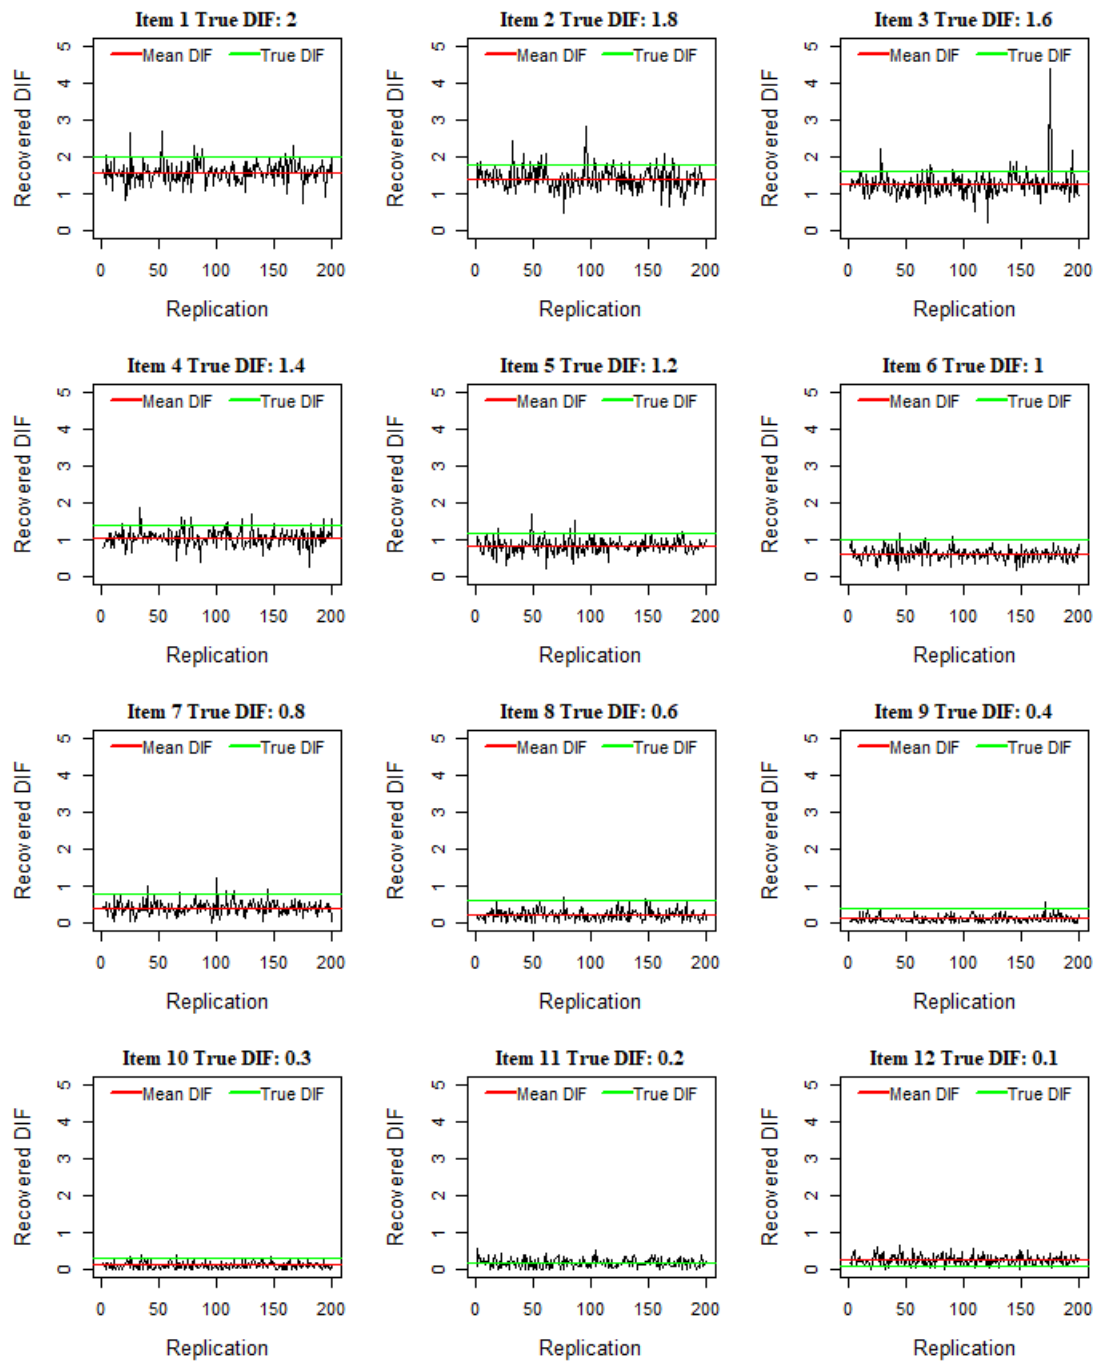 Item 1 True DIF: 2
Item 2 True DIF: 1.8
Item 3 True DIF: 1.6
Mean DIF True DIF
Mean DIF True DIF
Mean DIF True DIF
Recovered DIF
Recovered DIF
Recovered DIF
0 1 2 3 4 5
0 1 2 3 4 5
0 1 2 3 4 5
0 50 100 150 200
0 50 100 150 200
0 50 100 150 200
Replication
Replication
Replication
Item 4 True DIF: 1.4
Item 5 True DIF: 1.2
Item 6 True DIF: 1
Mean DIF True DIF
Mean DIF True DIF
Mean DIF True DIF
Recovered DIF
Recovered DIF
Recovered DIF
0 1 2 3 4 5
0 1 2 3 4 5
0 1 2 3 4 5
0 50 100 150 200
0 50 100 150 200
0 50 100 150 200
Replication
Replication
Replication
Item 7 True DIF: 0.8
Item 8 True DIF: 0.6
Item 9 True DIF: 0.4
Mean DIF True DIF
Mean DIF True DIF
Mean DIF True DIF
Recovered DIF
Recovered DIF
Recovered DIF
0 1 2 3 4 5
0 1 2 3 4 5
0 1 2 3 4 5
0 50 100 150 200
0 50 100 150 200
0 50 100 150 200
Replication
Replication
Replication
Item 10 True DIF: 0.3
Item 11 True DIF: 0.2
Item 12 True DIF: 0.1
Mean DIF True DIF
Mean DIF True DIF
Mean DIF True DIF
Recovered DIF
Recovered DIF
Recovered DIF
0 1 2 3 4 5
0 1 2 3 4 5
0 1 2 3 4 5
0 50 100 150 200
0 50 100 150 200
0 50 100 150 200
Replication
Replication
Replication